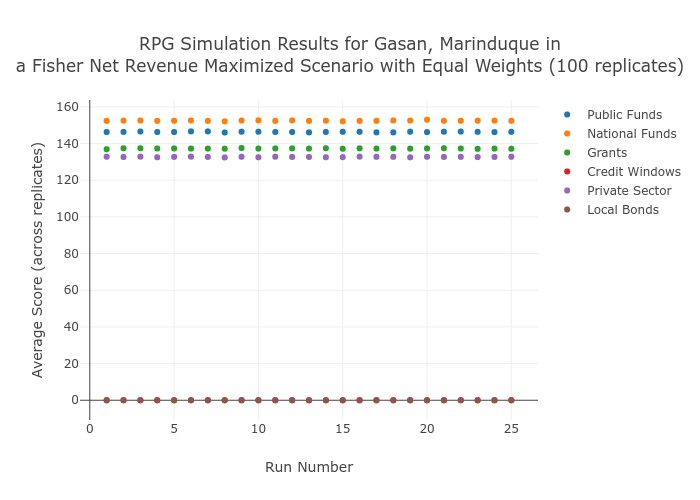 RPG Simulation Results for Gasan, Marinduque in
a Fisher Net Revenue Maximized Scenario with Equal Weights (100 replicates)
160
140
120
100
80
60
40
20
0
Average Score (across replicates)
0
5
10
15
20
25
Run Number
Public Funds
National Funds
Grants
Credit Windows
Private Sector
Local Bonds